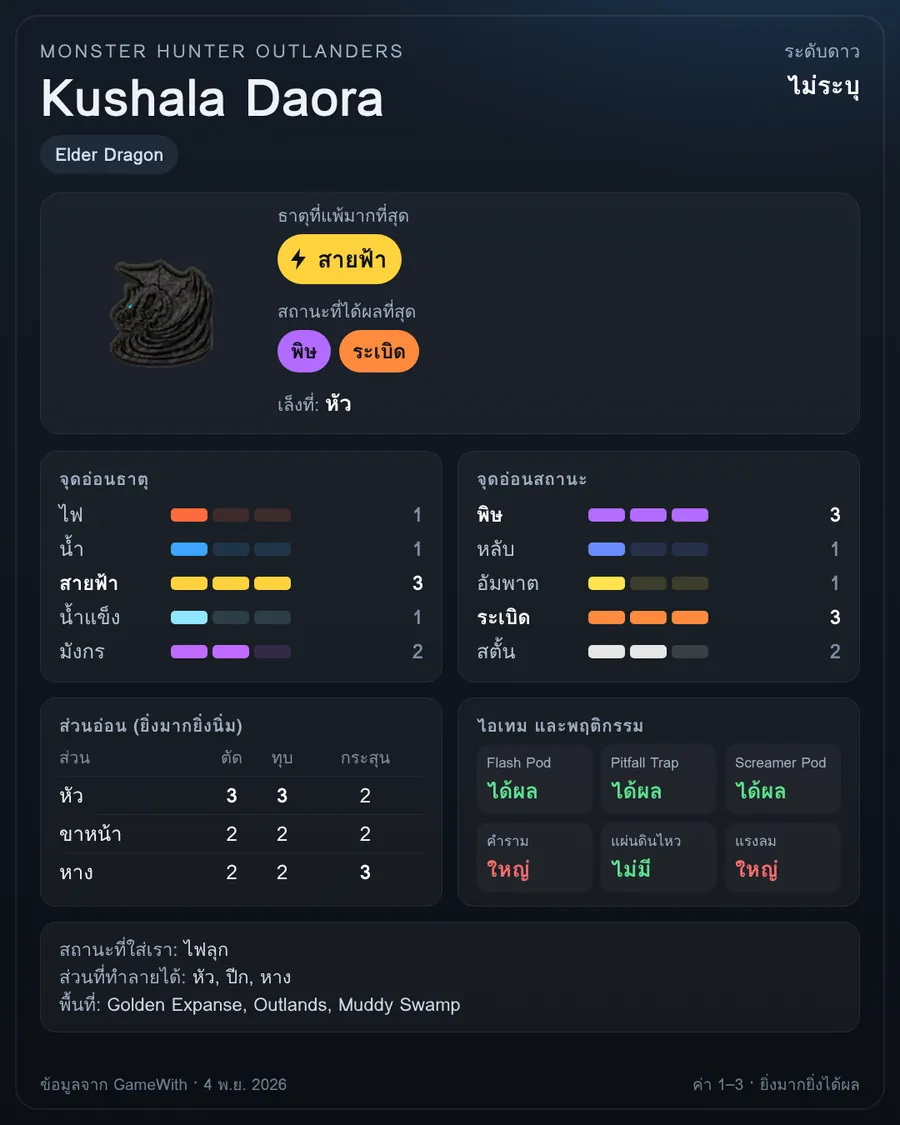 MONSTER HUNTER OUTLANDERS
ระดับดาว
Kushala Daora
ไม่ระบุ
Elder Dragon
ธาตุที่แพ้มากที่สุด
สายฟ้า
สถานะที่ได้ผลที่สุด
พิษ ระเบิด
เล็งที่: หัว
จุดอ่อนธาตุ
ไฟ 1
น้ำ 1
สายฟ้า 3
น้ำแข็ง 1
มังกร 2
จุดอ่อนสถานะ
พิษ 3
หลับ 1
อัมพาต 1
ระเบิด 3
สตั้น 2
ส่วนอ่อน (ยิ่งมากยิ่งนิ่ม)
ส่วน ตัด ทุบ กระสุน
หัว 3 3 2
ขาหน้า 2 2 2
หาง 2 2 3
ไอเทม และพฤติกรรม
Flash Pod Pitfall Trap Screamer Pod
ได้ผล ได้ผล ได้ผล
คำราม แผ่นดินไหว แรงลม
ใหญ่ ไม่มี ใหญ่
สถานะที่ใส่เรา: ไฟลุก
ส่วนที่ทำลายได้: หัว, ปีก, หาง
พื้นที่: Golden Expanse, Outlands, Muddy Swamp
ข้อมูลจาก GameWith · 4 พ.ย. 2026
ค่า 1–3 · ยิ่งมากยิ่งได้ผล